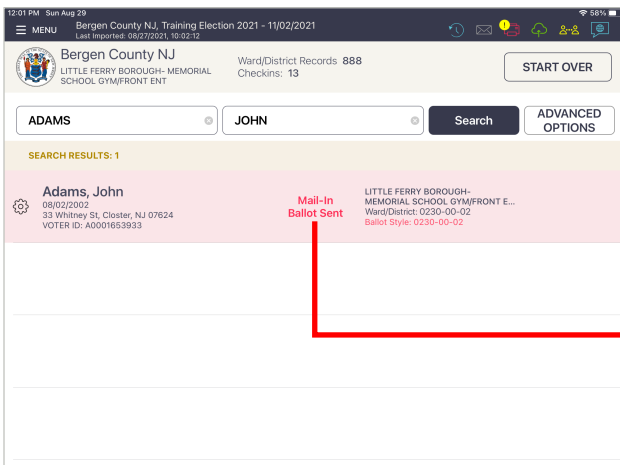 12:01 PM Sun Aug 29
58%
MENU
Bergen County NJ, Training Election 2021 - 11/02/2021
Last Imported: 08/27/2021, 10:02:12
Bergen County NJ
LITTLE FERRY BOROUGH- MEMORIAL
SCHOOL GYM/FRONT ENT
Ward/District Records 888
Checkins: 13
START OVER
ADAMS
JOHN
Search
ADVANCED
OPTIONS
SEARCH RESULTS: 1
Adams, John
08/02/2002
33 Whitney St, Closter, NJ 07624
VOTER ID: A0001653933
Mail-In
Ballot Sent
LITTLE FERRY BOROUGH-
MEMORIAL SCHOOL GYM/FRONT E...
Ward/District: 0230-00-02
Ballot Style: 0230-00-02